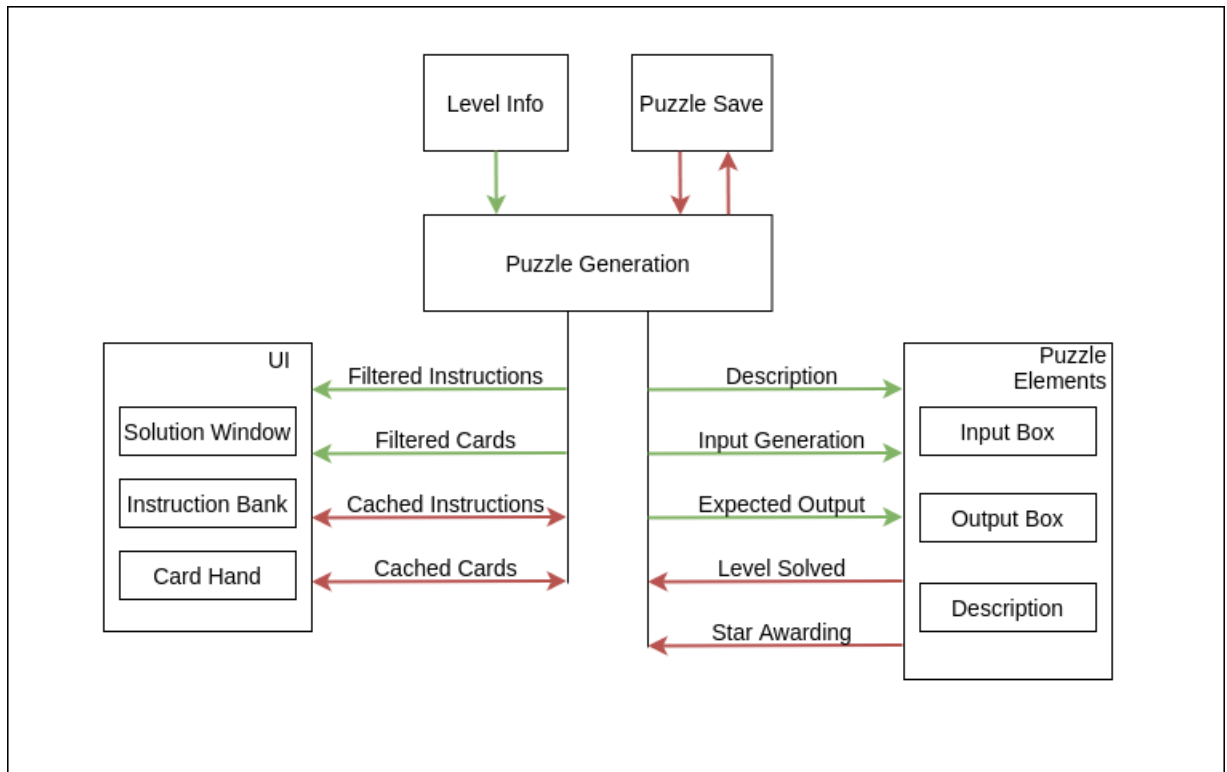 Level Info
Puzzle Save
Puzzle Generation
UI
Solution Window
Instruction Bank
Card Hand
Filtered Instructions
Filtered Cards
Cached Instructions
Cached Cards
Description
Input Generation
Expected Output
Level Solved
Star Awarding
Puzzle
Elements
Input Box
Output Box
Description